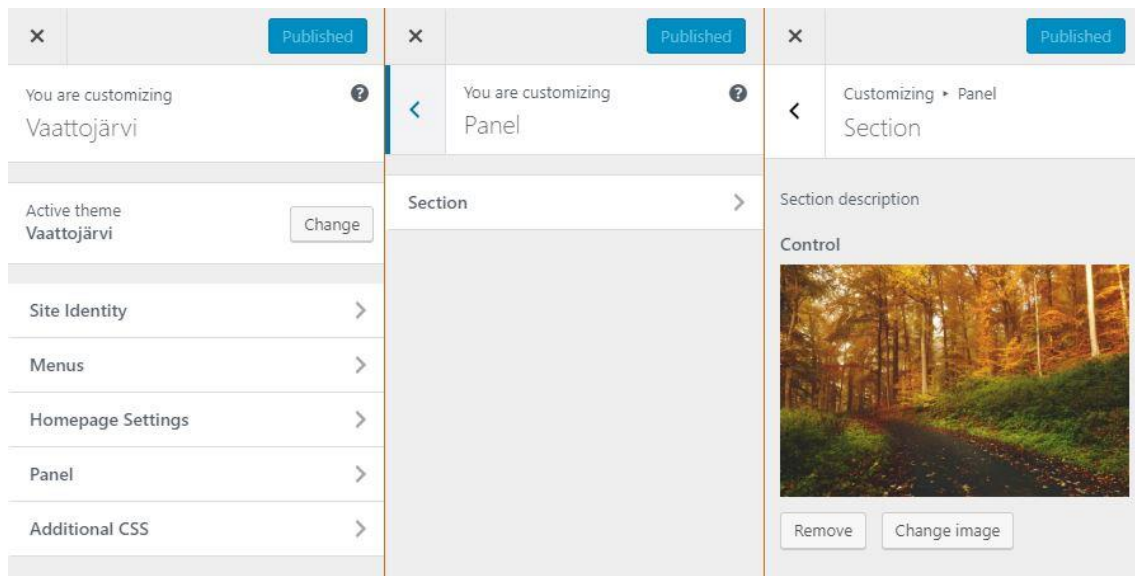 Published
You are customizing
Vaattojärvi
Active theme
Vaattojärvi
Change
Site Identity
Menus
Homepage Settings
Panel
Additional CSS
Published
You are customizing
Panel
Section
Published
Customizing ▸ Panel
Section
Section description
Control
Remove
Change image